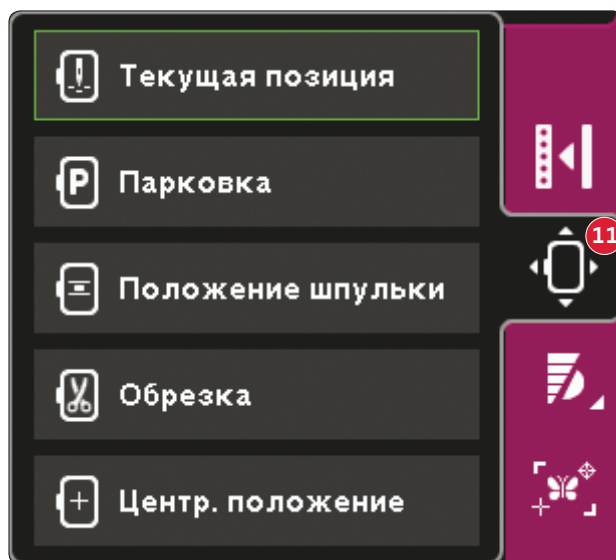 Текущая позиция
P
Парковка
11
Положение шпульки
Обрезка
Центр. положение